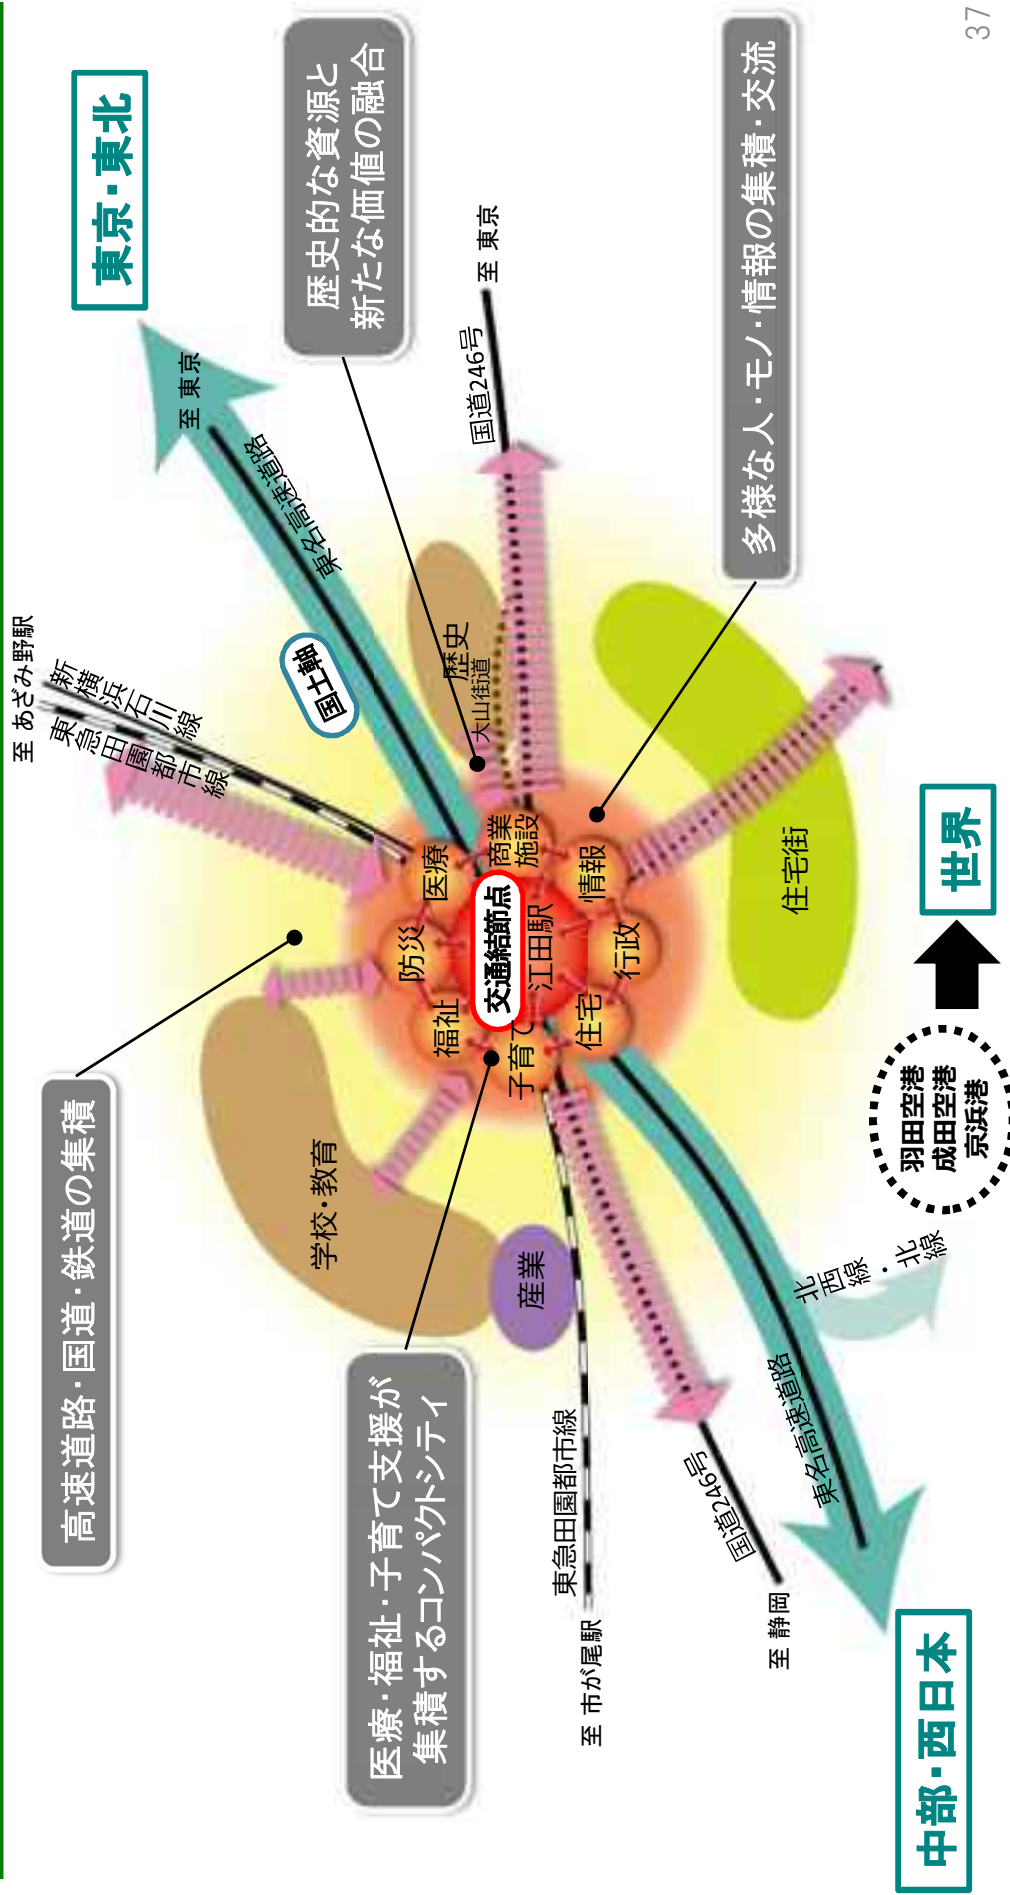 東京・東北
歴史的な資源と
新たな価値の融合
多様な人・モノ・情報の集積・交流
高速道路・国道・鉄道の集積
医療・福祉・子育て支援が
集積するコンパクトシティ
至 あざみ野駅
新横浜石川線
東急田園都市線
至 東京
東名高速道路
国土軸
至 東京
国道246号
歴史
大山街道
学校・教育
産業
住宅街
医療
商業
施設
情報
行政
住宅
子育て
福祉
防災
交通結節点
江田駅
東急田園都市線
至 市が尾駅
国道246号
至 静岡
東名高速道路
北西線・北線
羽田空港
成田空港
京浜港
世界
中部・西日本
37